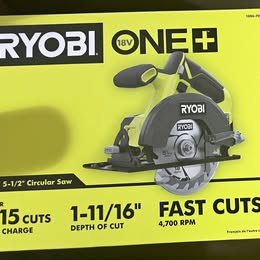 RYOBI 18V ONE+
RYOBI
RYOBI
5-1/2" Circular Saw
15 CUTS
CHARGE
1-11/16"
DEPTH OF CUT
FAST CUTS
4,700 RPM